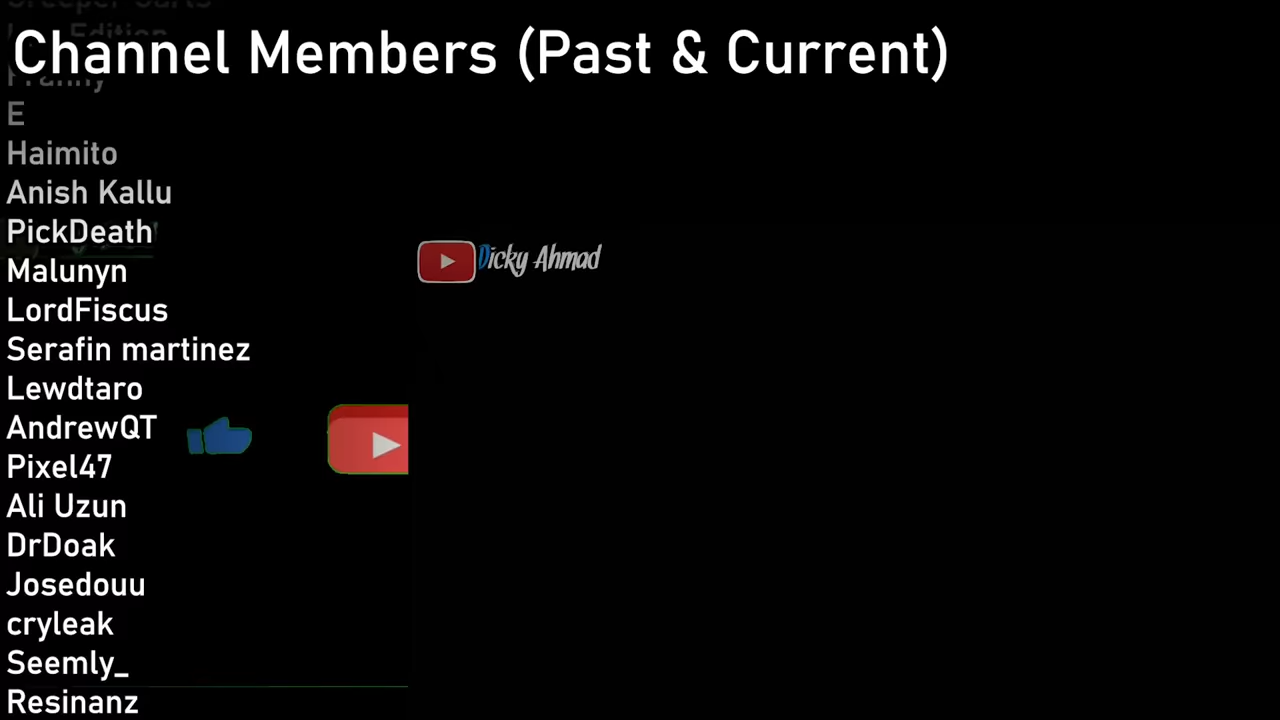 Channel Members (Past & Current)
E
Haimito
Anish Kallu
PickDeath
Malunyn
LordFiscus
Serafin martinez
Lewdtaro
AndrewQT
Pixel47
Ali Uzun
DrDoak
Josedouu
cryleak
Seemly_
Resinanz
Dicky Ahmad